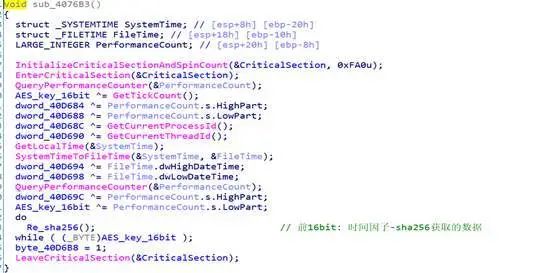 void sub_4076B3()
{
struct _SYSTEMTIME SystemTime; // [esp+8h] [ebp-20h]
struct _FILETIME FileTime; // [esp+18h] [ebp-10h]
LARGE_INTEGER PerformanceCount; // [esp+20h] [ebp-8h]
InitializeCriticalSectionAndSpinCount(&CriticalSection, 0xFA0u);
EnterCriticalSection(&CriticalSection);
QueryPerformanceCounter(&PerformanceCount);
AES_key_16bit ^= GetTickCount();
dword_40D684 ^= PerformanceCount.s.HighPart;
dword_40D688 ^= PerformanceCount.s.LowPart;
dword_40D68C ^= GetCurrentProcessId();
dword_40D690 ^= GetCurrentThreadId();
GetLocalTime(&SystemTime);
SystemTimeToFileTime(&SystemTime, &FileTime);
dword_40D694 ^= FileTime.dwHighDateTime;
dword_40D698 ^= FileTime.dwLowDateTime;
QueryPerformanceCounter(&PerformanceCount);
dword_40D69C ^= PerformanceCount.s.HighPart;
AES_key_16bit ^= PerformanceCount.s.LowPart;
do
Re_sha256(); // 前16bit: 时间因子-sha256获取的数据
while ( (_BYTE)AES_key_16bit );
byte_40D6B8 = 1;
LeaveCriticalSection(&CriticalSection);